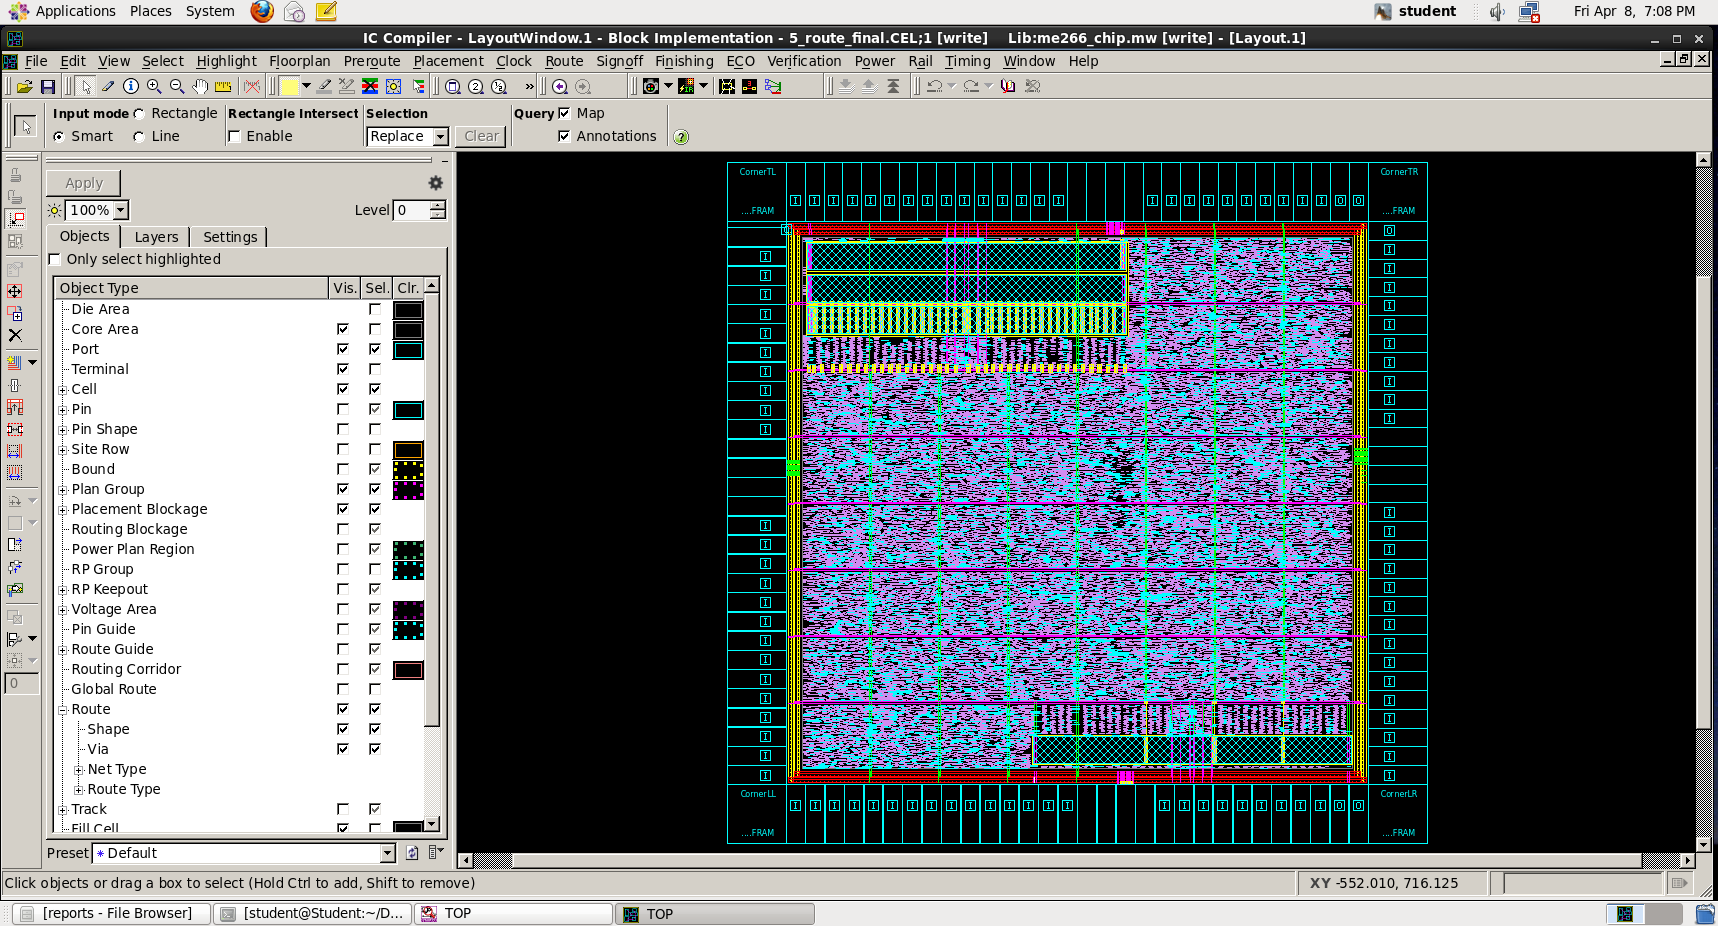 Applications Places System student Fri Apr 8, 7:08 PM
IC Compiler - LayoutWindow.1 - Block Implementation - 5_route_final.CEL;1 [write] Lib:me266_chip.mw [write] - [Layout.1]
File Edit View Select Highlight Floorplan Preroute Placement Clock Route Signoff Finishing ECO Verification Power Rail Timing Window Help
Input mode Rectangle Rectangle Intersect Selection Query Map
Smart Line Enable Replace Clear Annotations
Apply
100% Level 0
Objects Layers Settings
Only select highlighted
Object Type Vis. Sel. Clr.
Die Area
Core Area
Port
Terminal
Cell
Pin
Pin Shape
Site Row
Bound
Plan Group
Placement Blockage
Routing Blockage
Power Plan Region
RP Group
RP Keepout
Voltage Area
Pin Guide
Route Guide
Routing Corridor
Global Route
Route
Shape
Via
Net Type
Route Type
Track
Fill Cell
Preset * Default
0
CornerTL CornerTR
....FRAM ....FRAM
CornerLL CornerLR
....FRAM ....FRAM
Click objects or drag a box to select (Hold Ctrl to add, Shift to remove) XY -552.010, 716.125
[reports - File Browser] [student@Student:~/D... TOP TOP